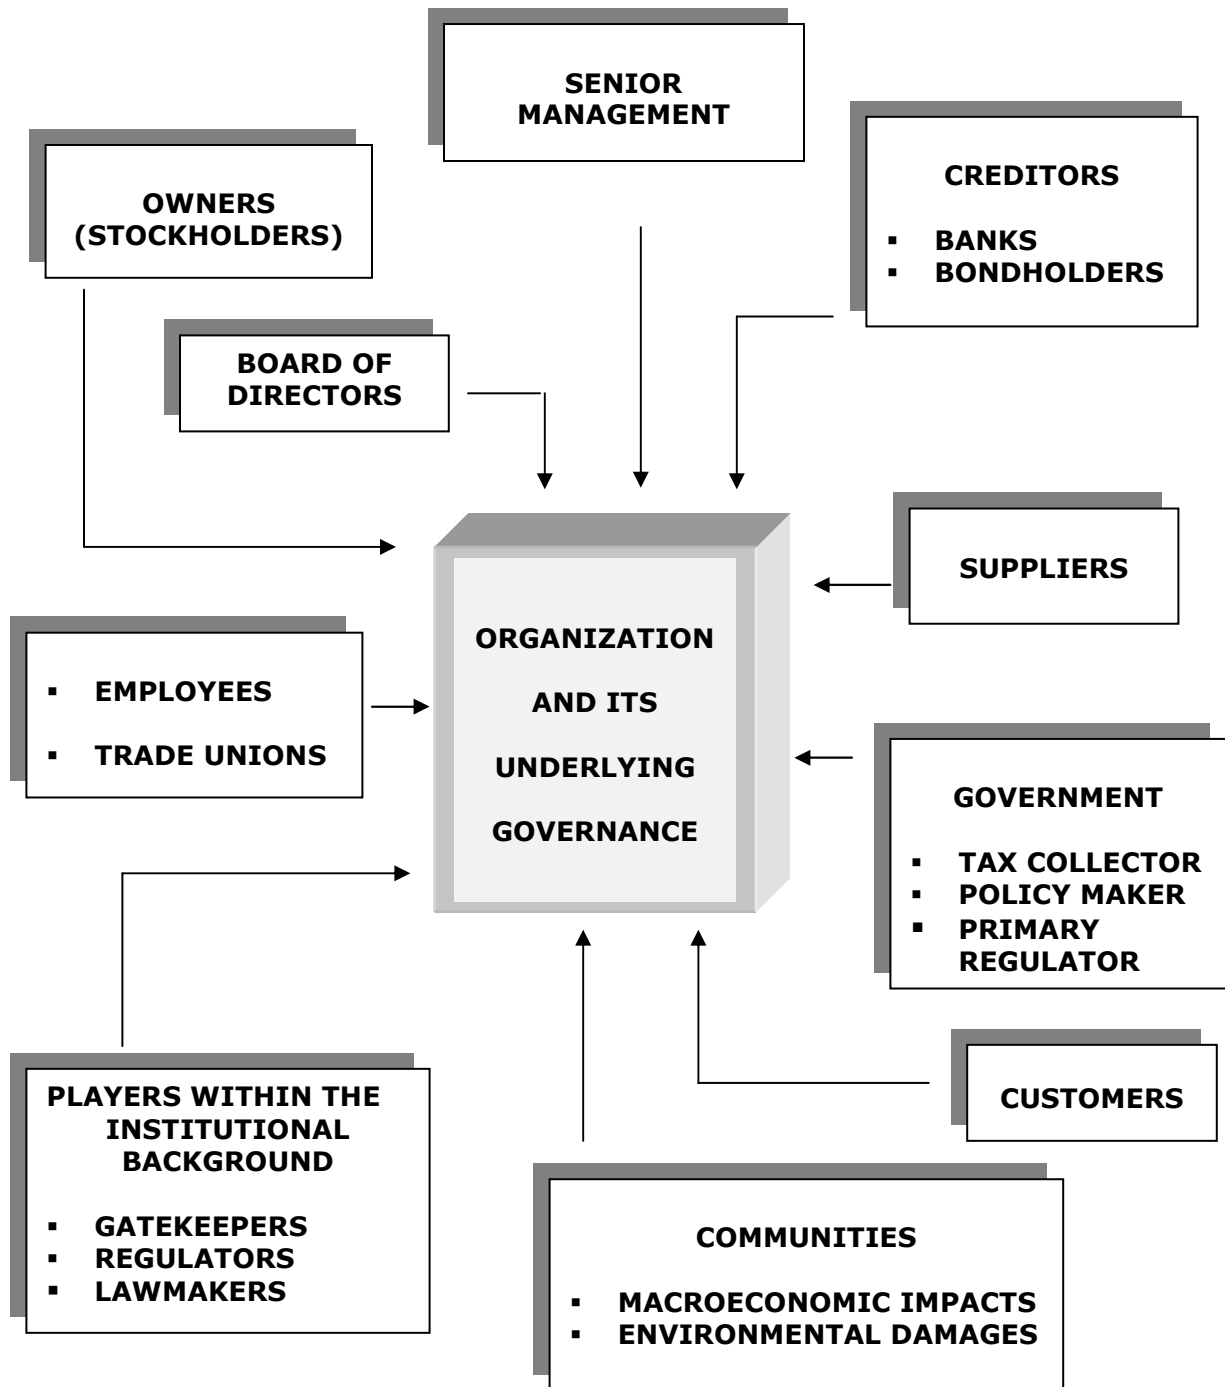 SENIOR
MANAGEMENT
OWNERS
(STOCKHOLDERS)
CREDITORS
▪ BANKS
▪ BONDHOLDERS
BOARD OF
DIRECTORS
SUPPLIERS
ORGANIZATION
AND ITS
UNDERLYING
GOVERNANCE
▪ EMPLOYEES
▪ TRADE UNIONS
GOVERNMENT
▪ TAX COLLECTOR
▪ POLICY MAKER
▪ PRIMARY
REGULATOR
CUSTOMERS
PLAYERS WITHIN THE
INSTITUTIONAL
BACKGROUND
▪ GATEKEEPERS
▪ REGULATORS
▪ LAWMAKERS
COMMUNITIES
▪ MACROECONOMIC IMPACTS
▪ ENVIRONMENTAL DAMAGES